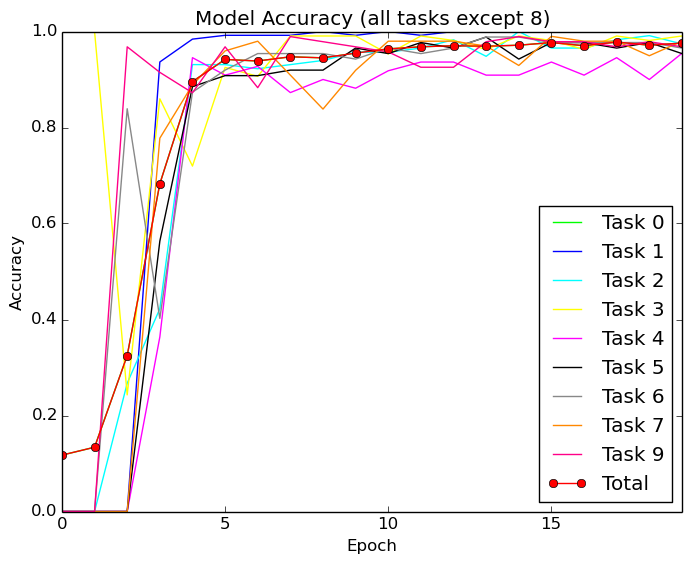 Model Accuracy (all tasks except 8)
1.0
0.8
0.6
0.4
0.2
0.0
Accuracy
0
5
10
15
Epoch
Task 0
Task 1
Task 2
Task 3
Task 4
Task 5
Task 6
Task 7
Task 9
Total